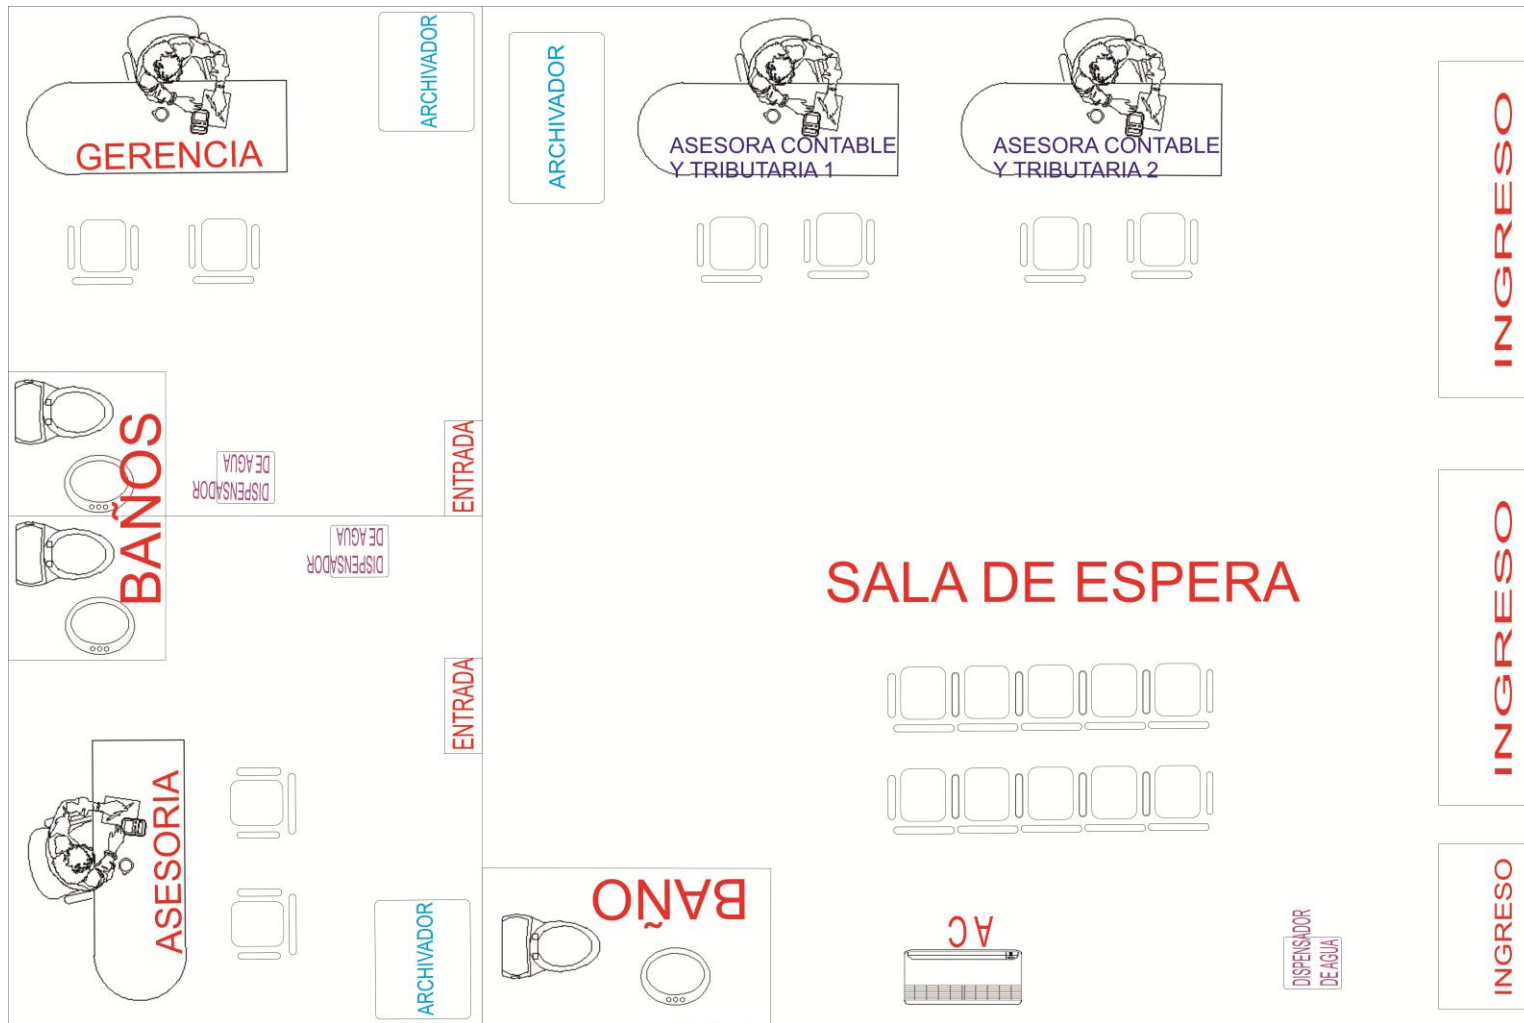 ARCHIVADOR
ARCHIVADOR
GERENCIA
ASESORA CONTABLE
Y TRIBUTARIA 1
ASESORA CONTABLE
Y TRIBUTARIA 2
INGRESO
BAÑOS
DISPENSADOR
DE AGUA
ENTRADA
DISPENSADOR
DE AGUA
SALA DE ESPERA
INGRESO
ENTRADA
ASESORIA
ARCHIVADOR
BAÑO
AC
DISPENSADOR
DE AGUA
INGRESO